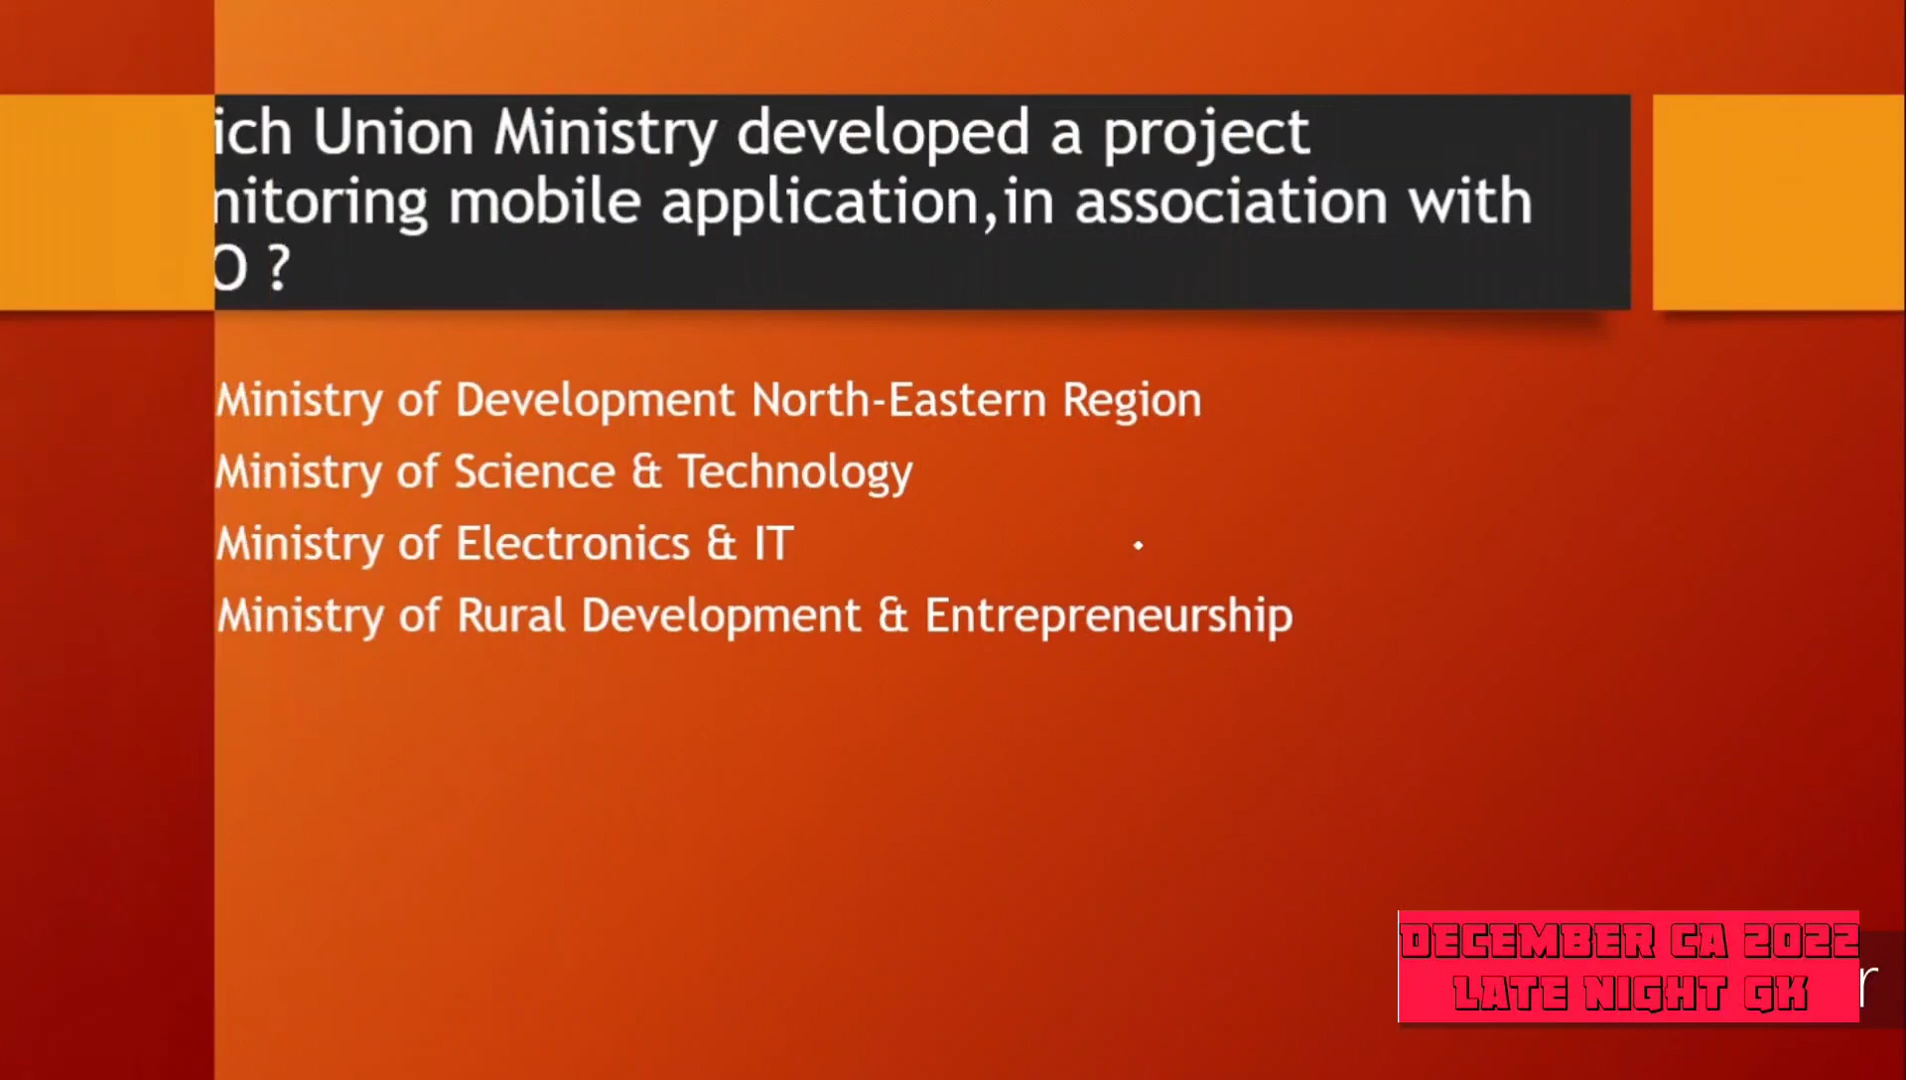 ich Union Ministry developed a project
nitoring mobile application,in association with
O ?
Ministry of Development North-Eastern Region
Ministry of Science & Technology
Ministry of Electronics & IT
Ministry of Rural Development & Entrepreneurship
DECEMBER CA 2022
LATE NIGHT GK
r